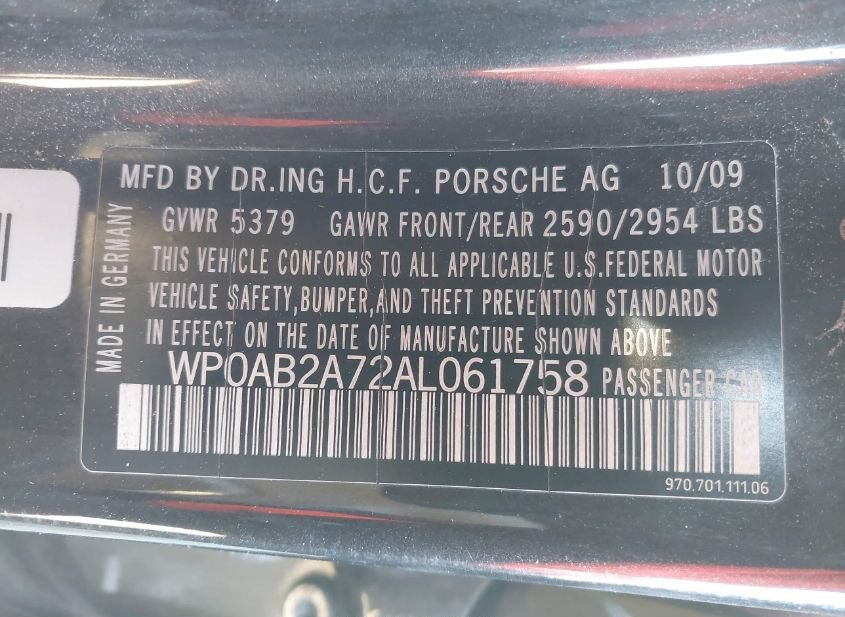 MFD BY DR.ING H.C.F. PORSCHE AG 10/09
GVWR 5379 GAWR FRONT/REAR 2590/2954 LBS
THIS VEHICLE CONFORMS TO ALL APPLICABLE U.S.FEDERAL MOTOR
VEHICLE SAFETY,BUMPER,AND THEFT PREVENTION STANDARDS
IN EFFECT ON THE DATE OF MANUFACTURE SHOWN ABOVE
WP0AB2A72AL061758 PASSENGER CAR
970.701.111.06
MADE IN GERMANY